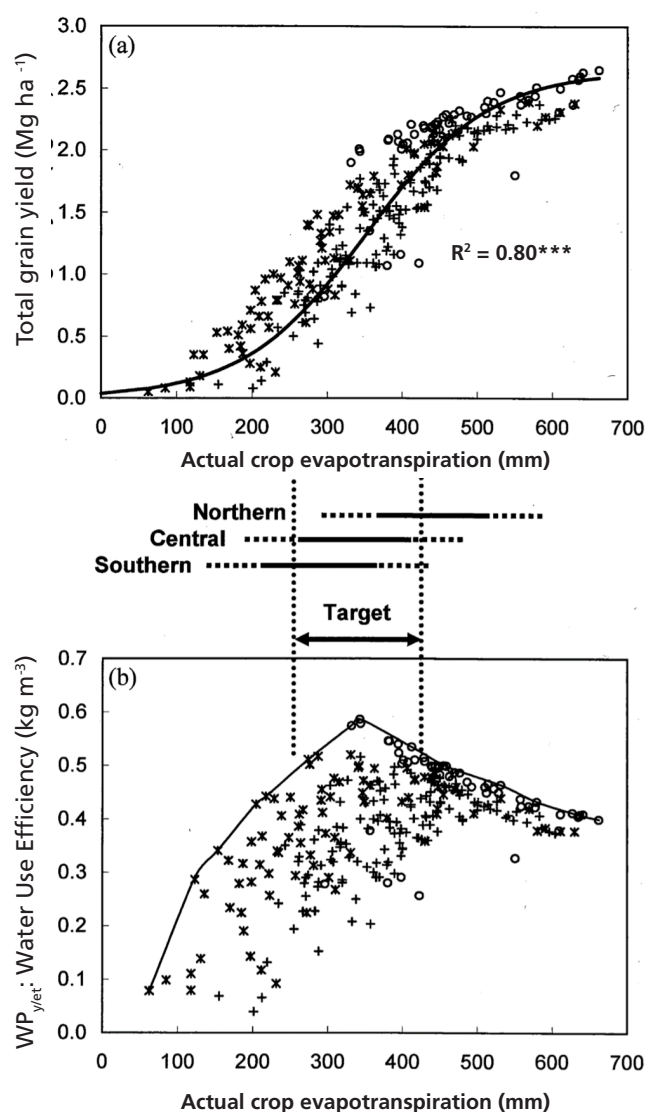 (a)
Total grain yield (Mg ha⁻¹)
3.0
2.5
2.0
1.5
1.0
0.5
0.0
R² = 0.80***
0 100 200 300 400 500 600 700
Actual crop evapotranspiration (mm)
Northern
Central
Southern
Target
(b)
WP y/et: Water Use Efficiency (kg m⁻³)
0.7
0.6
0.5
0.4
0.3
0.2
0.1
0.0
0 100 200 300 400 500 600 700
Actual crop evapotranspiration (mm)